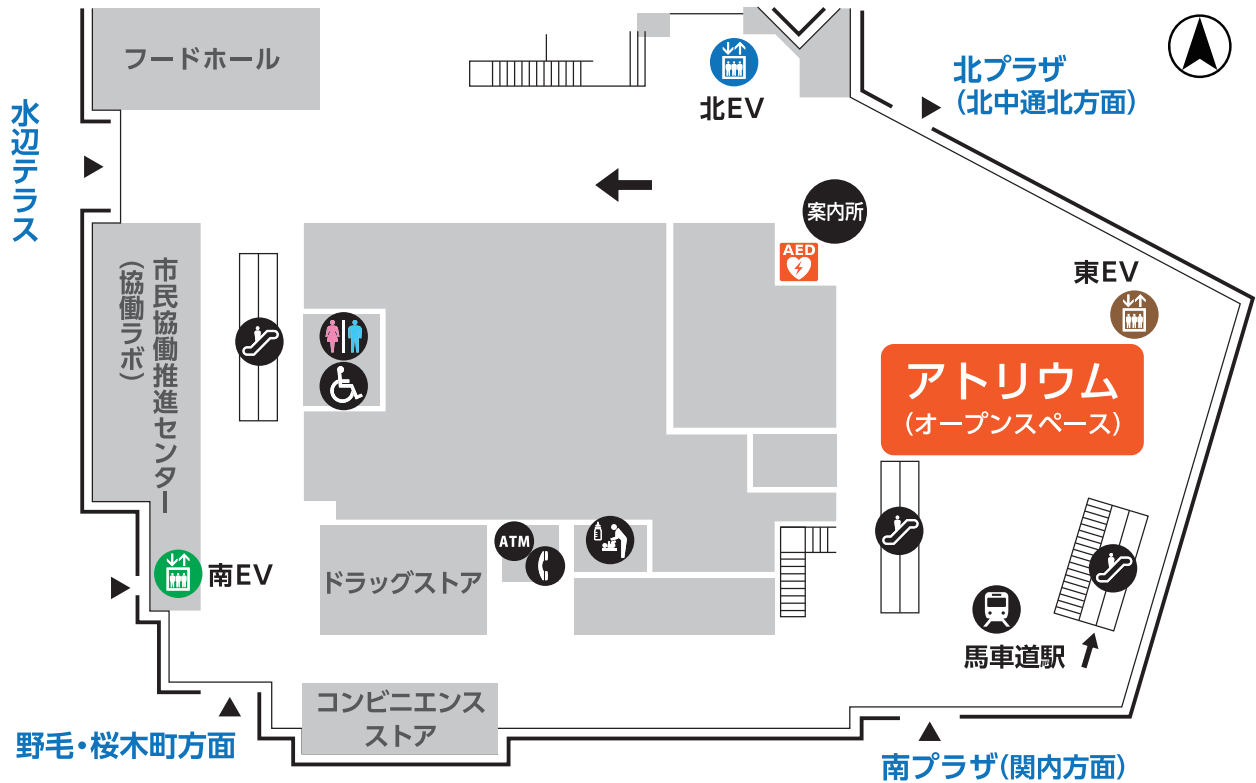 フードホール
水辺テラス
北EV
北プラザ
(北中通北方面)
案内所
AED
東EV
市民協働推進センター
(協働ラボ)
アトリウム
(オープンスペース)
南EV
ドラッグストア
ATM
馬車道駅
コンビニエンス
ストア
野毛・桜木町方面
南プラザ(関内方面)